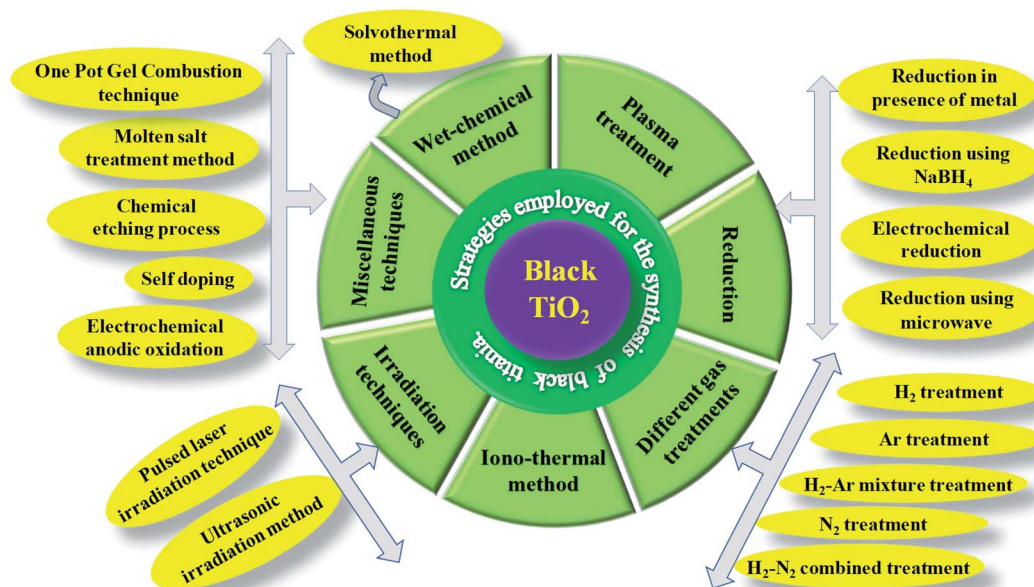 Solvothermal
method
One Pot Gel Combustion
technique
Molten salt
treatment method
Chemical
etching process
Self doping
Electrochemical
anodic oxidation
Pulsed laser
irradiation technique
Ultrasonic
irradiation method
Wet-chemical
method
Plasma
treatment
Miscellaneous
techniques
Reduction
Irradiation
techniques
Iono-thermal
method
Different gas
treatments
Strategies employed for the synthesis of black titania.
Black
TiO₂
Reduction in
presence of metal
Reduction using
NaBH₄
Electrochemical
reduction
Reduction using
microwave
H₂ treatment
Ar treatment
H₂-Ar mixture treatment
N₂ treatment
H₂-N₂ combined treatment